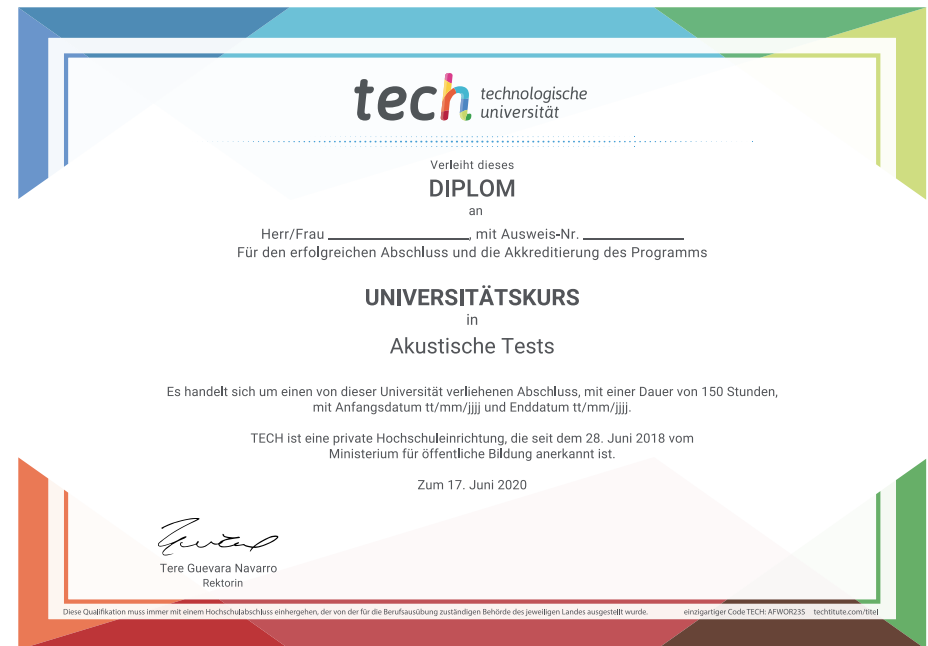 tech technologische
universität
Verleiht dieses
DIPLOM
an
Herr/Frau ____________________, mit Ausweis-Nr. ______________
Für den erfolgreichen Abschluss und die Akkreditierung des Programms
UNIVERSITÄTSKURS
in
Akustische Tests
Es handelt sich um einen von dieser Universität verliehenen Abschluss, mit einer Dauer von 150 Stunden,
mit Anfangsdatum tt/mm/jjjj und Enddatum tt/mm/jjjj.
TECH ist eine private Hochschuleinrichtung, die seit dem 28. Juni 2018 vom
Ministerium für öffentliche Bildung anerkannt ist.
Zum 17. Juni 2020
Tere Guevara Navarro
Rektorin
Diese Qualifikation muss immer mit einem Hochschulabschluss einhergehen, der von der für die Berufsausübung zuständigen Behörde des jeweiligen Landes ausgestellt wurde. einzigartiger Code TECH: AFWOR235 techtitute.com/titel